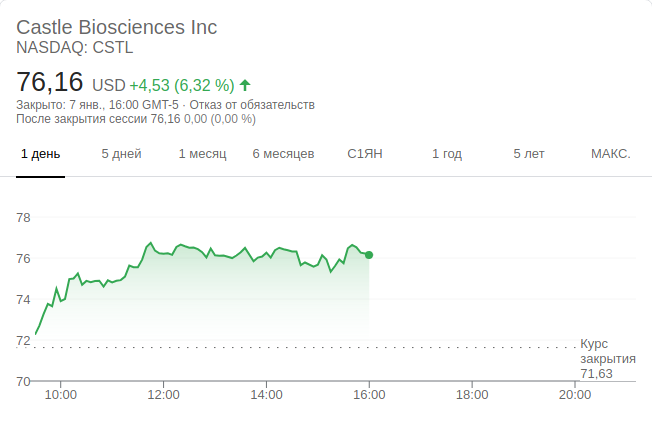 Castle Biosciences Inc
NASDAQ: CSTL
76,16 USD +4,53 (6,32 %)
Закрыто: 7 янв., 16:00 GMT-5 · Отказ от обязательств
После закрытия сессии 76,16 0,00 (0,00 %)
1 день 5 дней 1 месяц 6 месяцев С1ЯН 1 год 5 лет МАКС.
78
76
74
72
Курс
закрытия
71,63
70
10:00 12:00 14:00 16:00 18:00 20:00